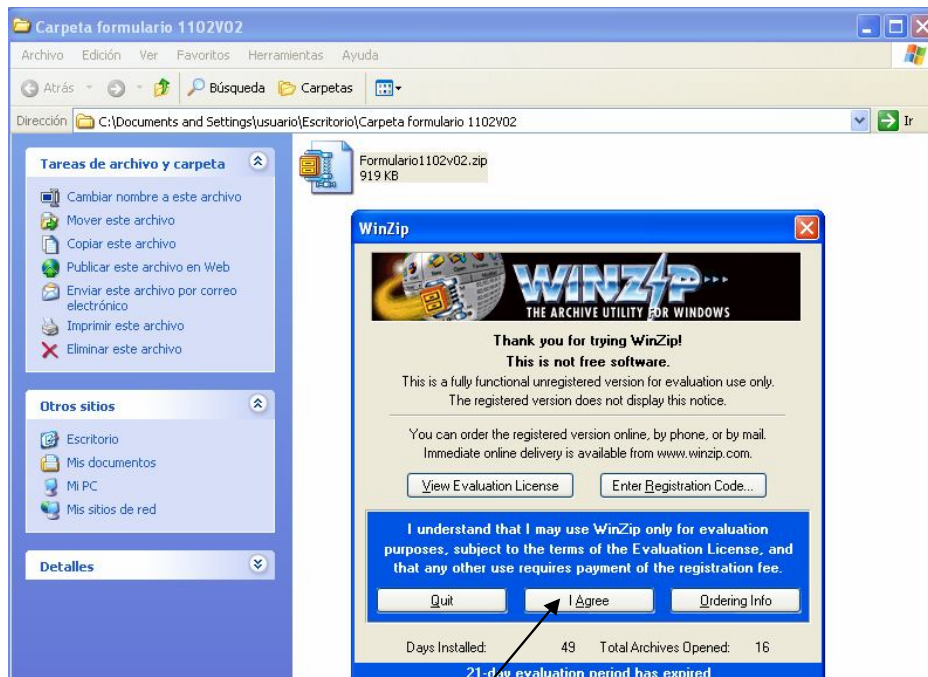 Carpeta formulario 1102V02
Archivo Edición Ver Favoritos Herramientas Ayuda
Atrás Búsqueda Carpetas
Dirección C:\Documents and Settings\usuario\Escritorio\Carpeta formulario 1102V02 Ir
Tareas de archivo y carpeta
Cambiar nombre a este archivo
Mover este archivo
Copiar este archivo
Publicar este archivo en Web
Enviar este archivo por correo
electrónico
Imprimir este archivo
Eliminar este archivo
Otros sitios
Escritorio
Mis documentos
Mi PC
Mis sitios de red
Detalles
Formulario1102v02.zip
919 KB
WinZip
WINZIP
THE ARCHIVE UTILITY FOR WINDOWS
Thank you for trying WinZip!
This is not free software.
This is a fully functional unregistered version for evaluation use only.
The registered version does not display this notice.
You can order the registered version online, by phone, or by mail.
Immediate online delivery is available from www.winzip.com.
View Evaluation License Enter Registration Code...
I understand that I may use WinZip only for evaluation
purposes, subject to the terms of the Evaluation License, and
that any other use requires payment of the registration fee.
Quit I Agree Ordering Info
Days Installed: 49 Total Archives Opened: 16
21-day evaluation period has expired